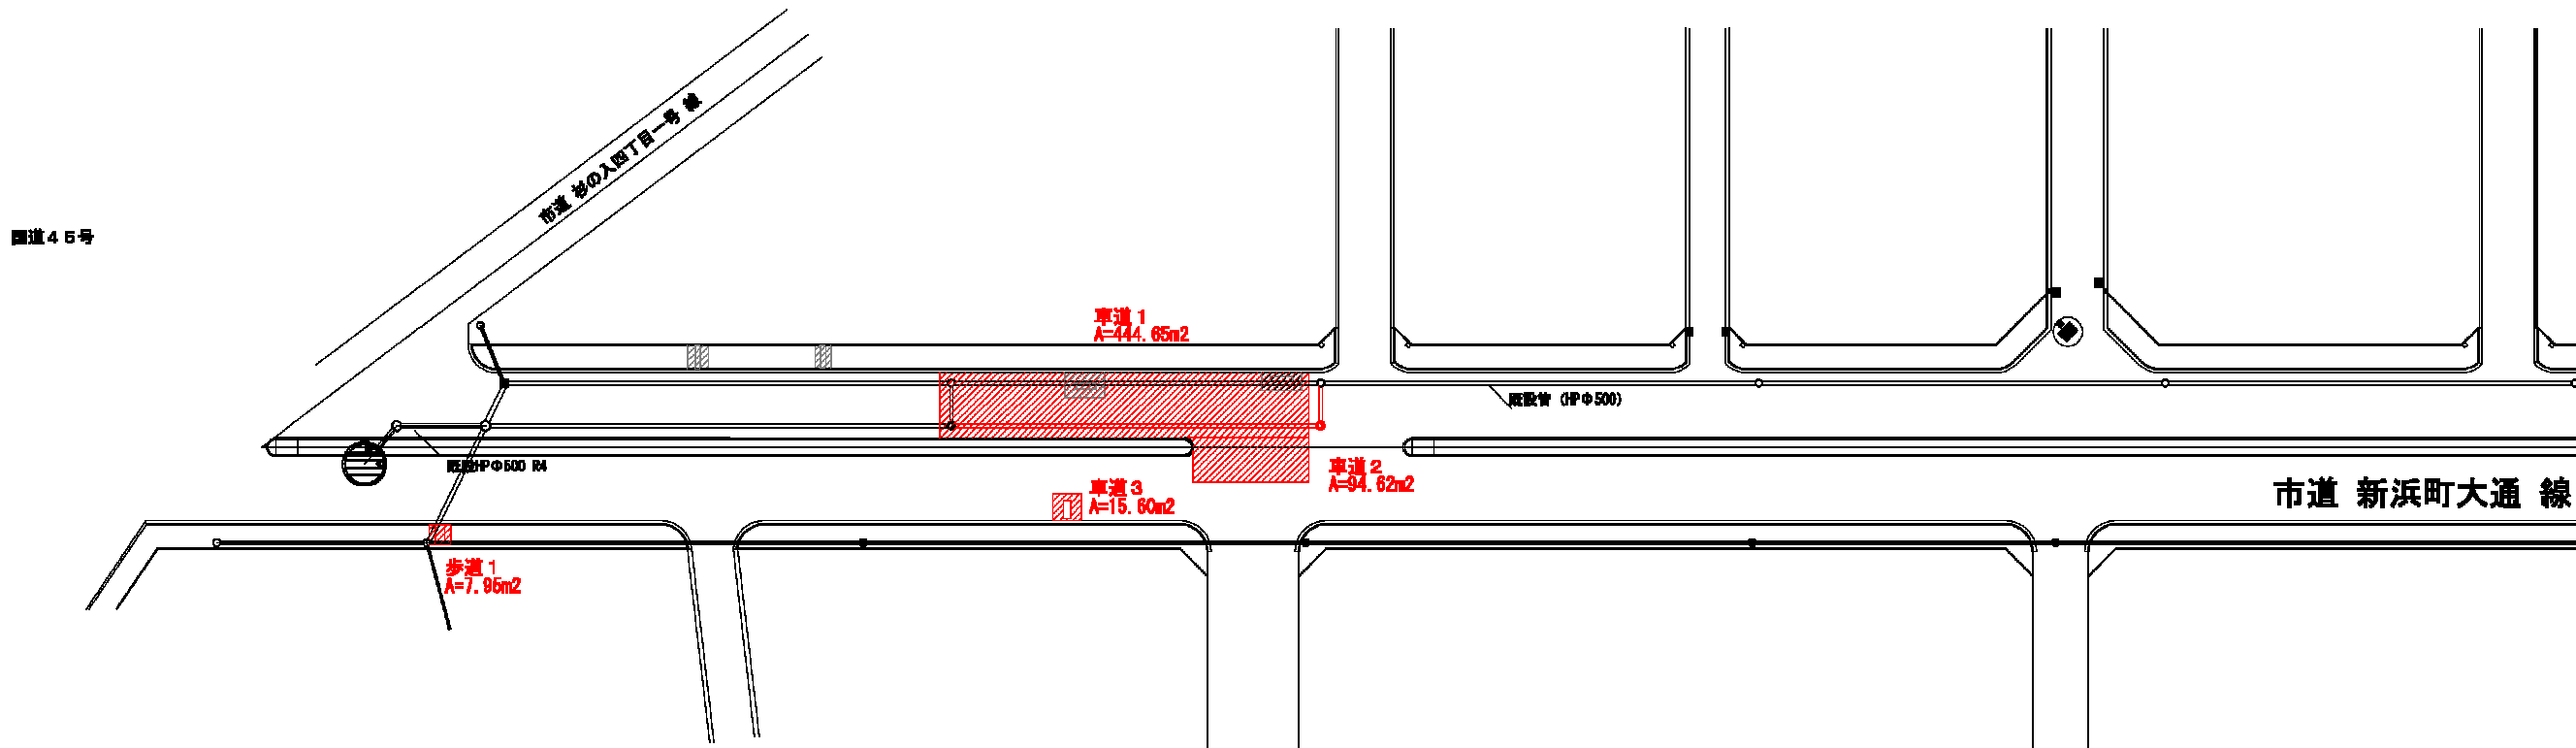 市道 杉の入四丁目一号 線
国道45号
車道1
A=444.65m2
既設管 (HPΦ500)
既設HPΦ500 R4
車道2
A=94.62m2
車道3
A=15.60m2
市道 新浜町大通 線
歩道1
A=7.95m2